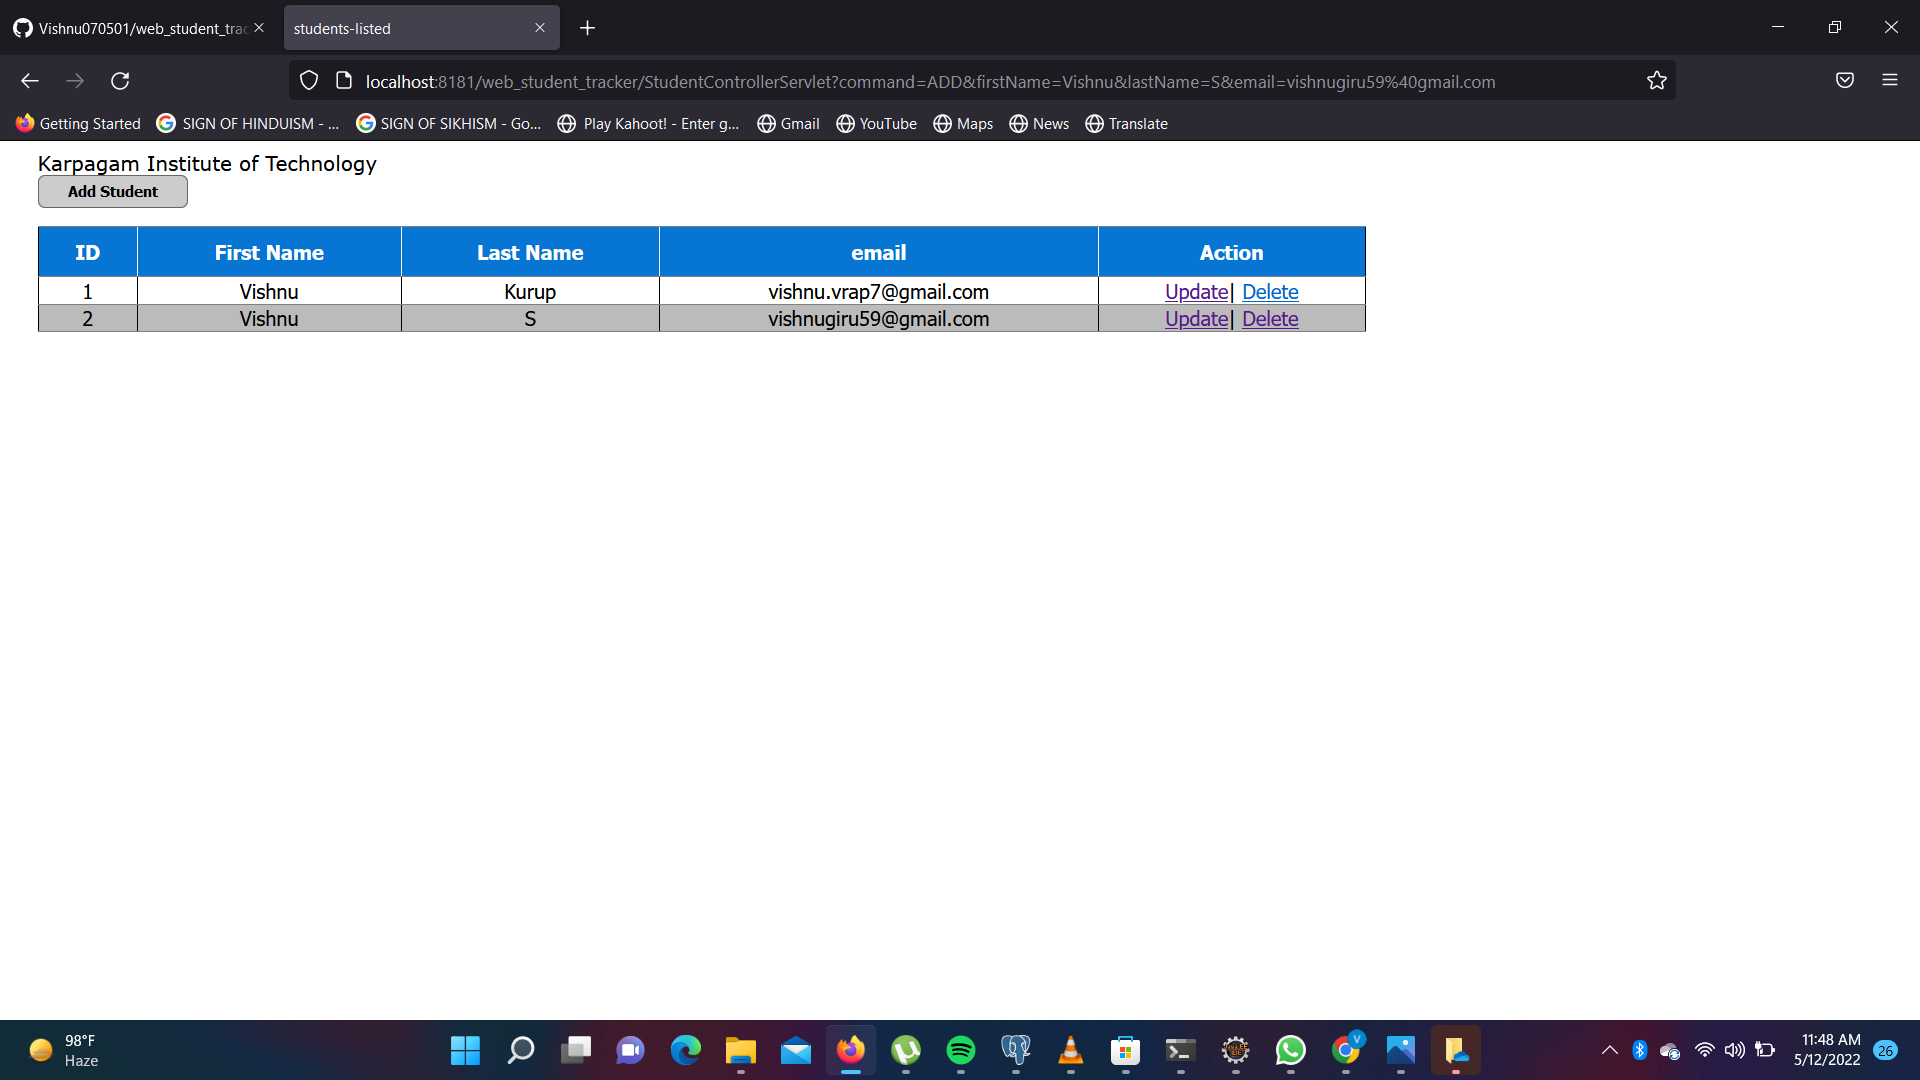 Vishnu070501/web_student_trac
students-listed
localhost:8181/web_student_tracker/StudentControllerServlet?command=ADD&firstName=Vishnu&lastName=S&email=vishnugiru59%40gmail.com
Getting Started SIGN OF HINDUISM - ... SIGN OF SIKHISM - Go... Play Kahoot! - Enter g... Gmail YouTube Maps News Translate
Karpagam Institute of Technology
Add Student
ID First Name Last Name email Action
1 Vishnu Kurup vishnu.vrap7@gmail.com Update| Delete
2 Vishnu S vishnugiru59@gmail.com Update| Delete
98°F
Haze
V
11:48 AM
5/12/2022
26